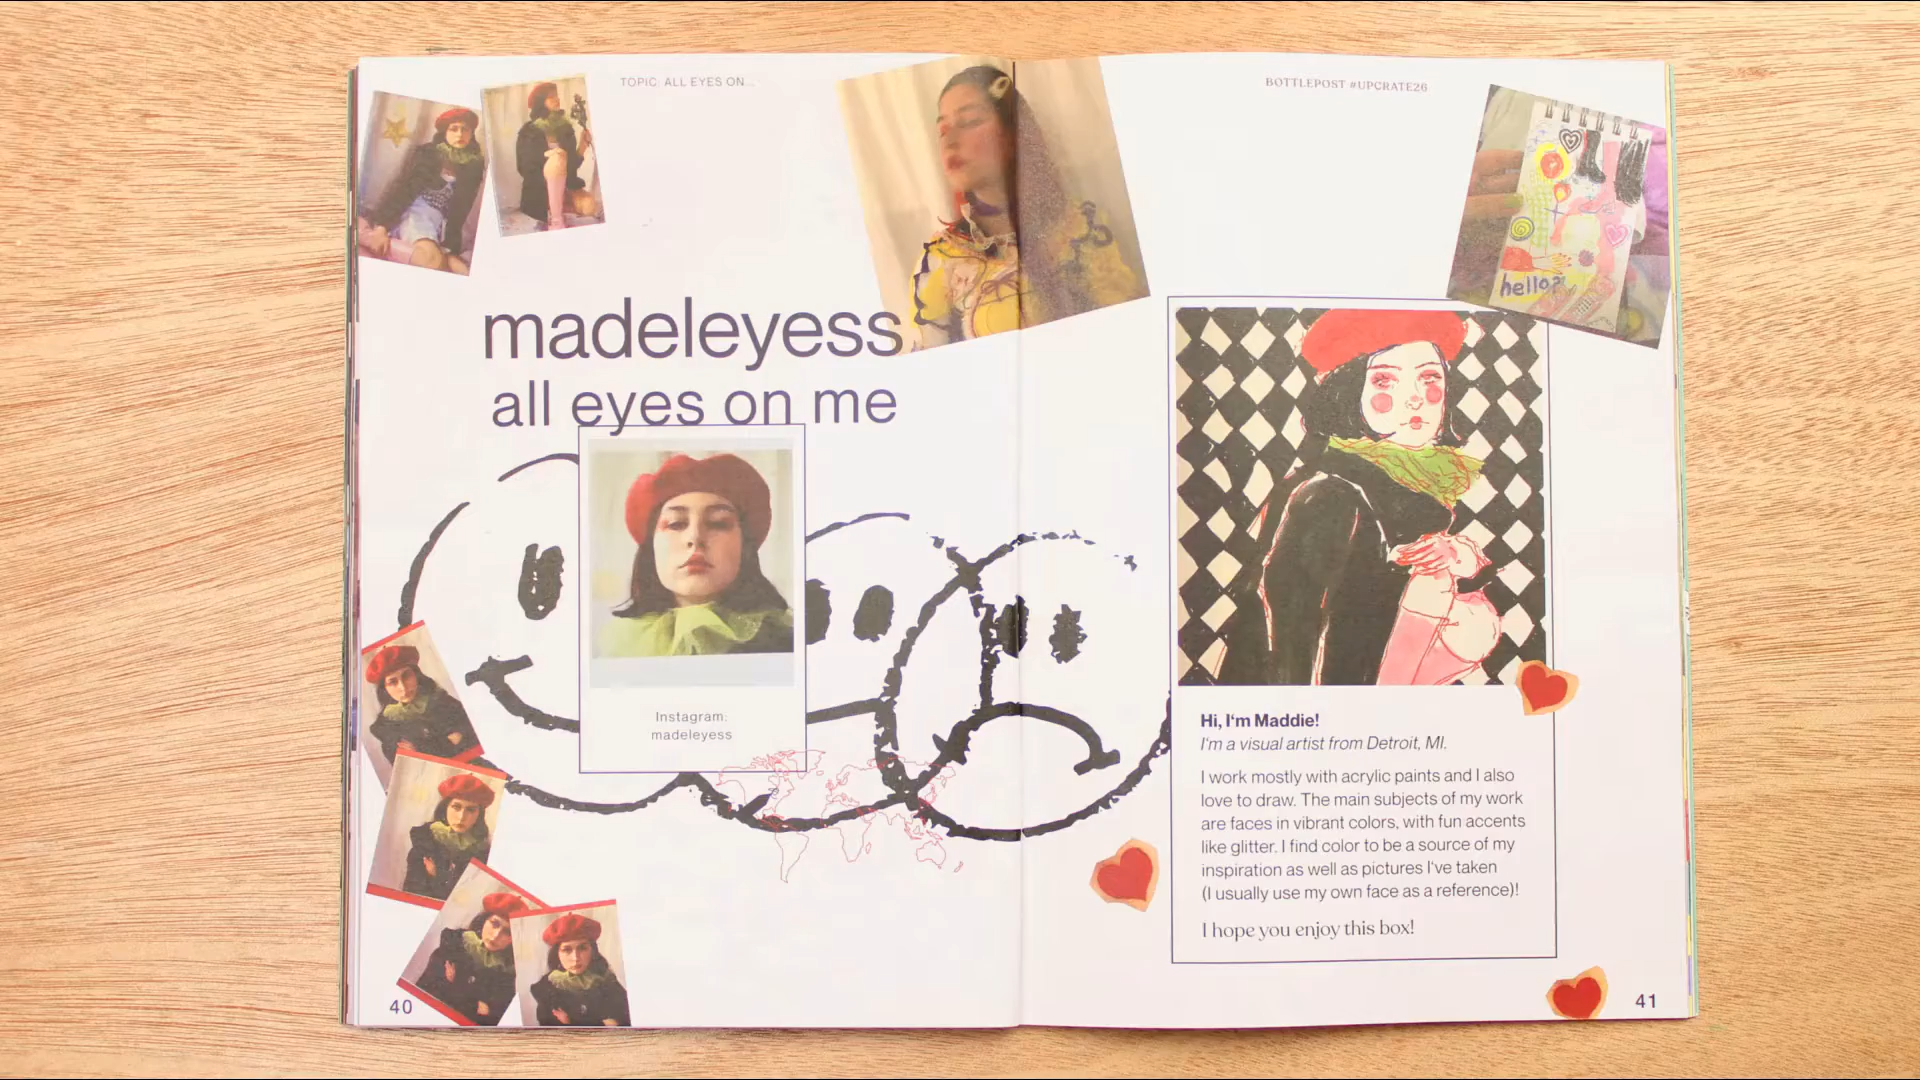 TOPIC: ALL EYES ON...
BOTTLEPOST #UPCRATE26
hello?
madeleyess
all eyes on me
Instagram:
madeleyess
Hi, I'm Maddie!
I'm a visual artist from Detroit, MI.
I work mostly with acrylic paints and I also
love to draw. The main subjects of my work
are faces in vibrant colors, with fun accents
like glitter. I find color to be a source of my
inspiration as well as pictures I've taken
(I usually use my own face as a reference)!
I hope you enjoy this box!
40
41